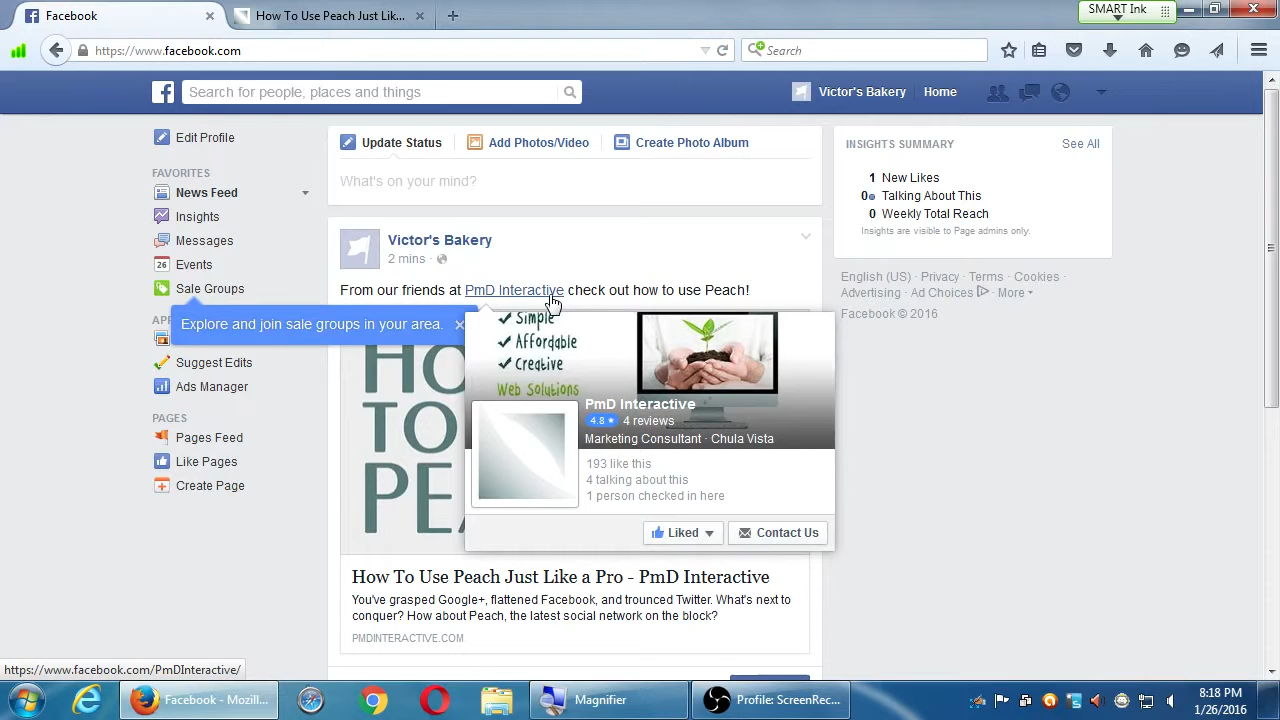 Facebook
How To Use Peach Just Lik...
SMART Ink
https://www.facebook.com
Search
Search for people, places and things
Victor's Bakery
Home
Edit Profile
FAVORITES
News Feed
Insights
Messages
26
Events
Sale Groups
Explore and join sale groups in your area.
AP
Suggest Edits
Ads Manager
PAGES
Pages Feed
Like Pages
Create Page
Update Status
Add Photos/Video
Create Photo Album
What's on your mind?
Victor's Bakery
2 mins ·
From our friends at PmD Interactive check out how to use Peach!
HOW
TO
PE
Simple
Affordable
Creative
Web Solutions
PmD Interactive
4.8 ★ 4 reviews
Marketing Consultant · Chula Vista
193 like this
4 talking about this
1 person checked in here
Liked
Contact Us
How To Use Peach Just Like a Pro - PmD Interactive
You've grasped Google+, flattened Facebook, and trounced Twitter. What's next to
conquer? How about Peach, the latest social network on the block?
PMDINTERACTIVE.COM
INSIGHTS SUMMARY
See All
1 New Likes
0 Talking About This
0 Weekly Total Reach
Insights are visible to Page admins only.
English (US) · Privacy · Terms · Cookies ·
Advertising · Ad Choices · More
Facebook © 2016
https://www.facebook.com/PmDInteractive/
Facebook - Mozill...
Magnifier
Profile: ScreenRec...
8:18 PM
1/26/2016